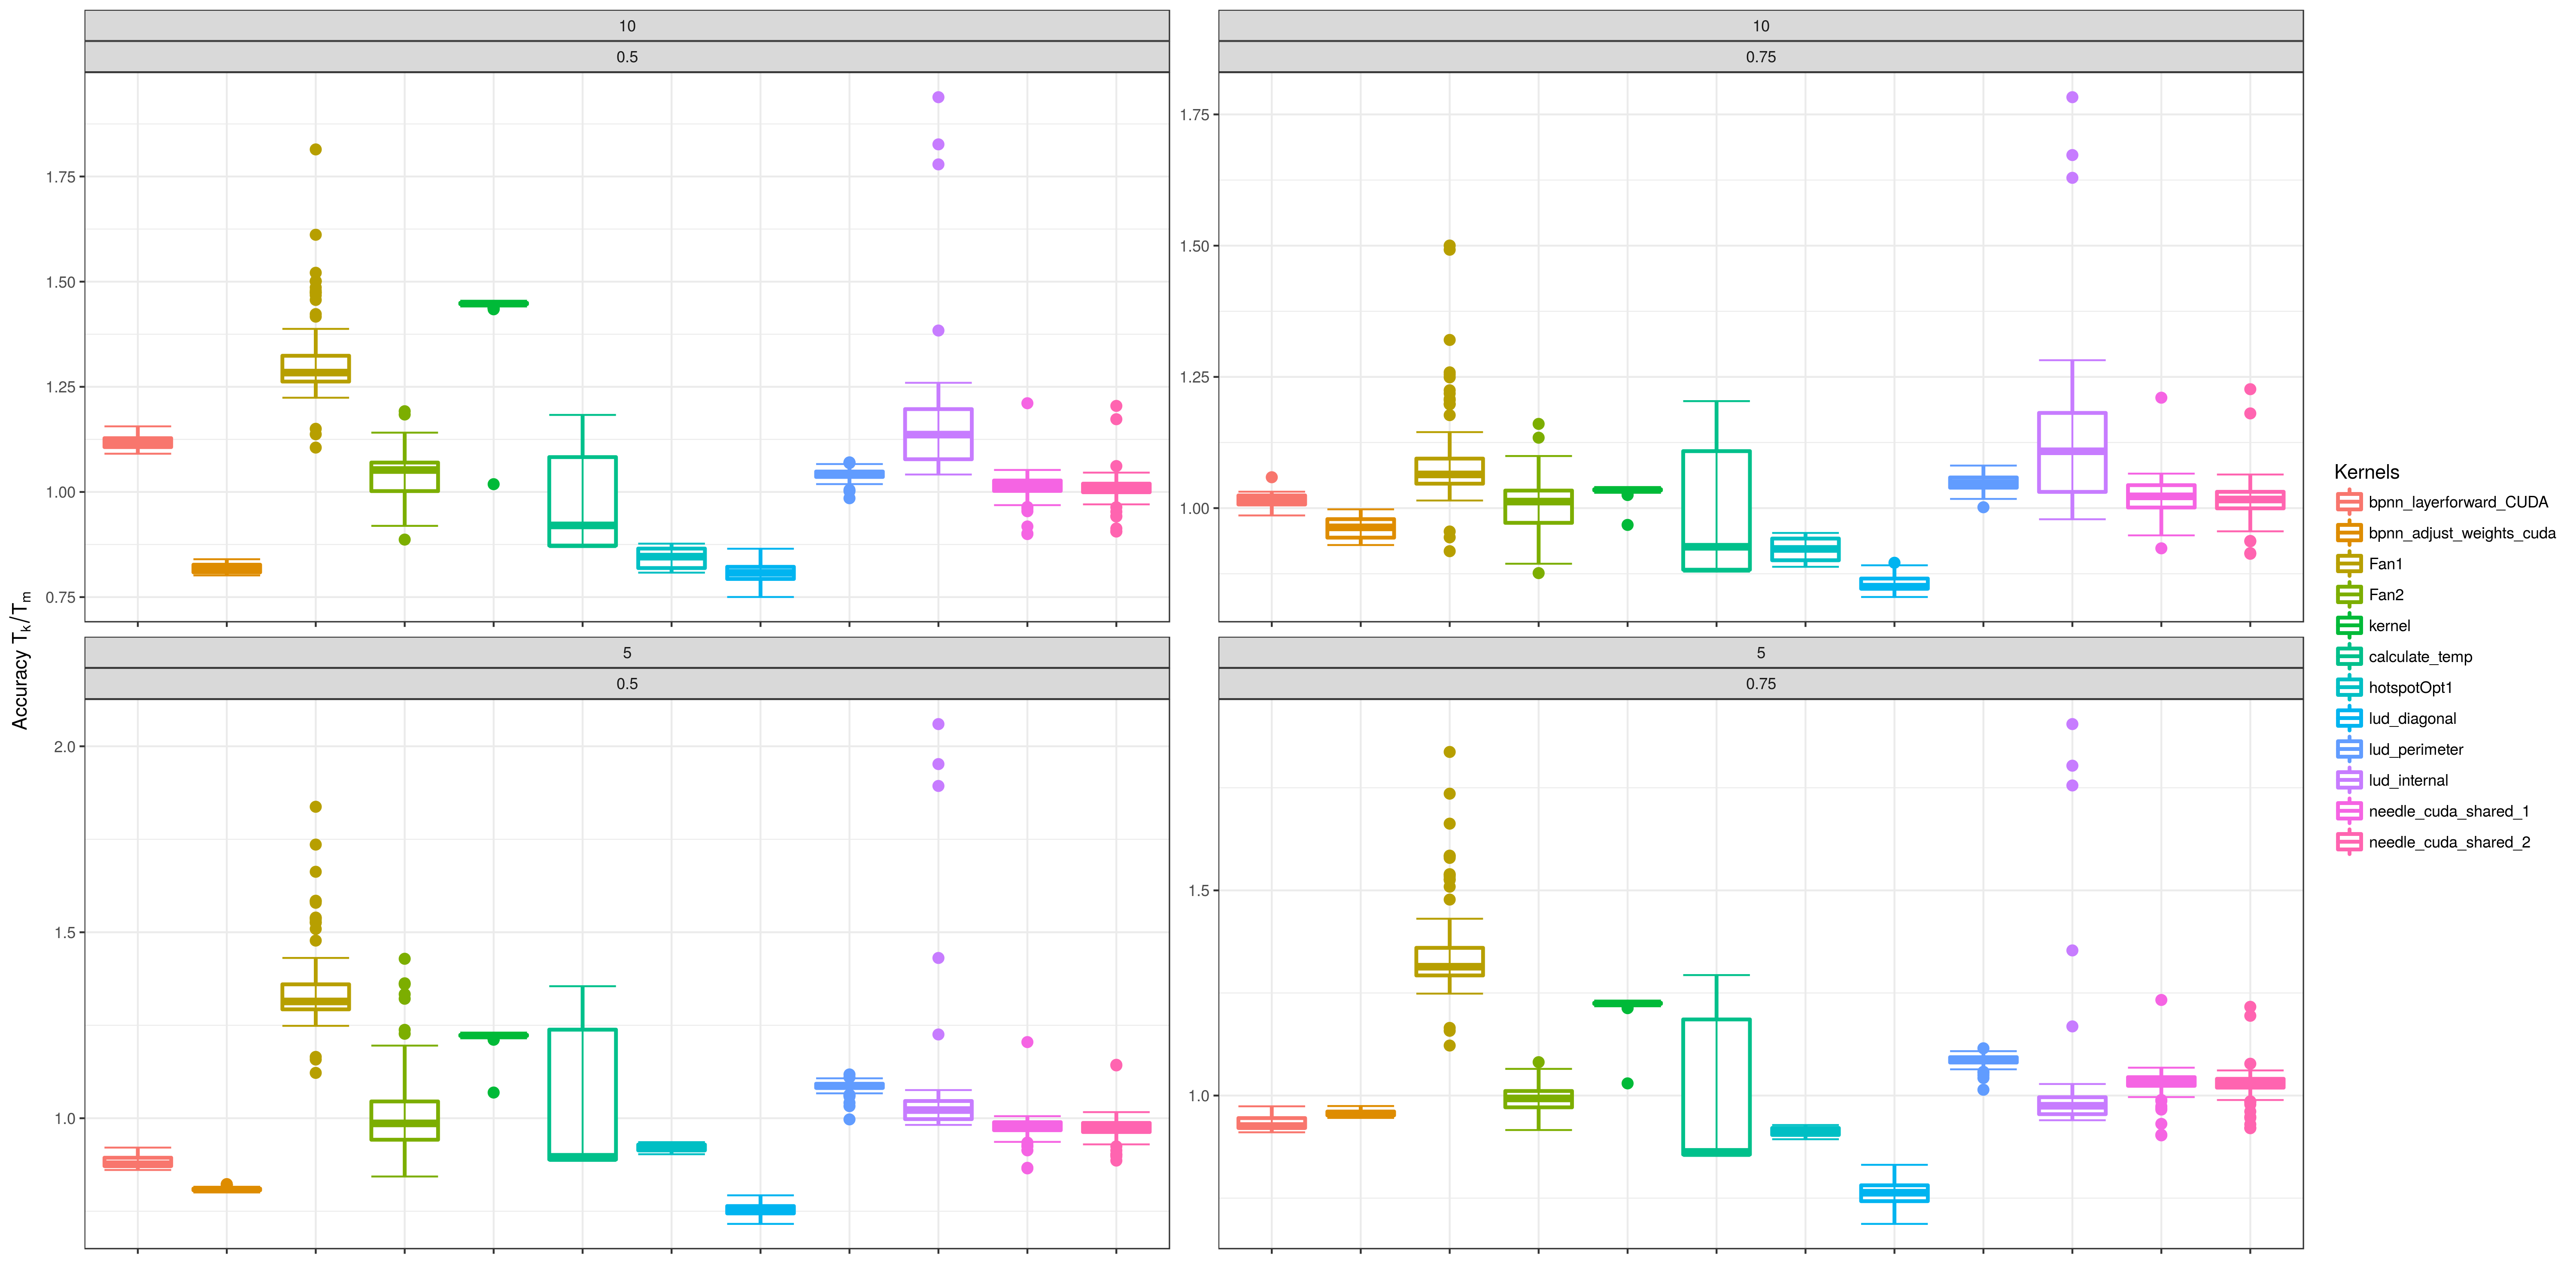 10
0.5
10
0.75
1.75
1.50
1.25
1.00
0.75
1.75
1.50
1.25
1.00
Accuracy Tₖ/Tₘ
5
0.5
5
0.75
2.0
1.5
1.0
1.5
1.0
Kernels
bpnn_layerforward_CUDA
bpnn_adjust_weights_cuda
Fan1
Fan2
kernel
calculate_temp
hotspotOpt1
lud_diagonal
lud_perimeter
lud_internal
needle_cuda_shared_1
needle_cuda_shared_2